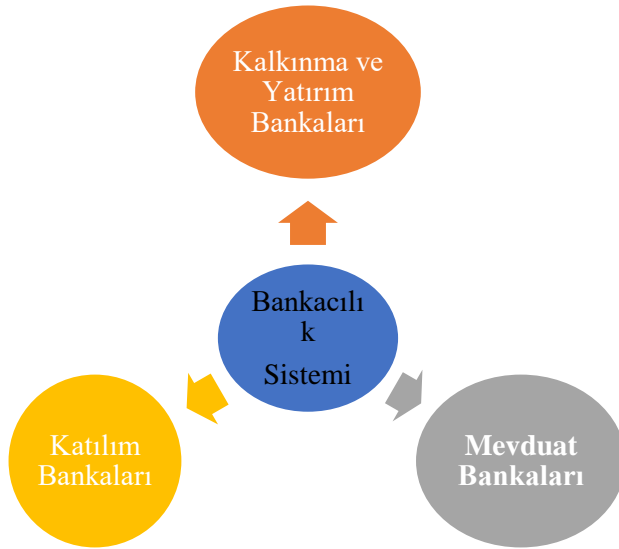 Kalkınma ve
Yatırım
Bankaları
Bankacılı
k
Sistemi
Katılım
Bankaları
Mevduat
Bankaları